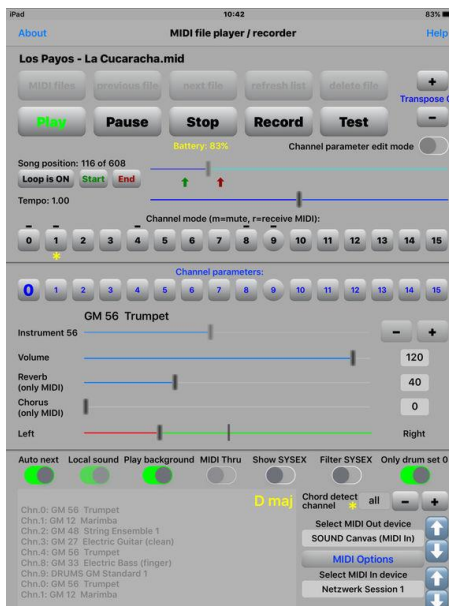 iPad 10:42 83%
About MIDI file player / recorder Help
Los Payos - La Cucaracha.mid
MIDI files previous file next file refresh list delete file +
Transpose 0
Play Pause Stop Record Test -
Battery: 83% Channel parameter edit mode
Song position: 116 of 608
Loop is ON Start End
Tempo: 1.00
Channel mode (m=mute, r=receive MIDI):
0 1 2 3 4 5 6 7 8 9 10 11 12 13 14 15
*
Channel parameters:
0 1 2 3 4 5 6 7 8 9 10 11 12 13 14 15
GM 56 Trumpet
Instrument 56 - +
Volume 120
Reverb
(only MIDI) 40
Chorus
(only MIDI) 0
Left Right
Auto next Local sound Play background MIDI Thru Show SYSEX Filter SYSEX Only drum set 0
D maj Chord detect
channel * all - +
Chn.0: GM 56 Trumpet
Chn.1: GM 12 Marimba
Chn.2: GM 48 String Ensemble 1
Chn.3: GM 27 Electric Guitar (clean)
Chn.4: GM 56 Trumpet
Chn.8: GM 33 Electric Bass (finger)
Chn.9: DRUMS GM Standard 1
Chn.0: GM 56 Trumpet
Chn.1: GM 12 Marimba
Select MIDI Out device
SOUND Canvas (MIDI In)
MIDI Options
Select MIDI In device
Netzwerk Session 1